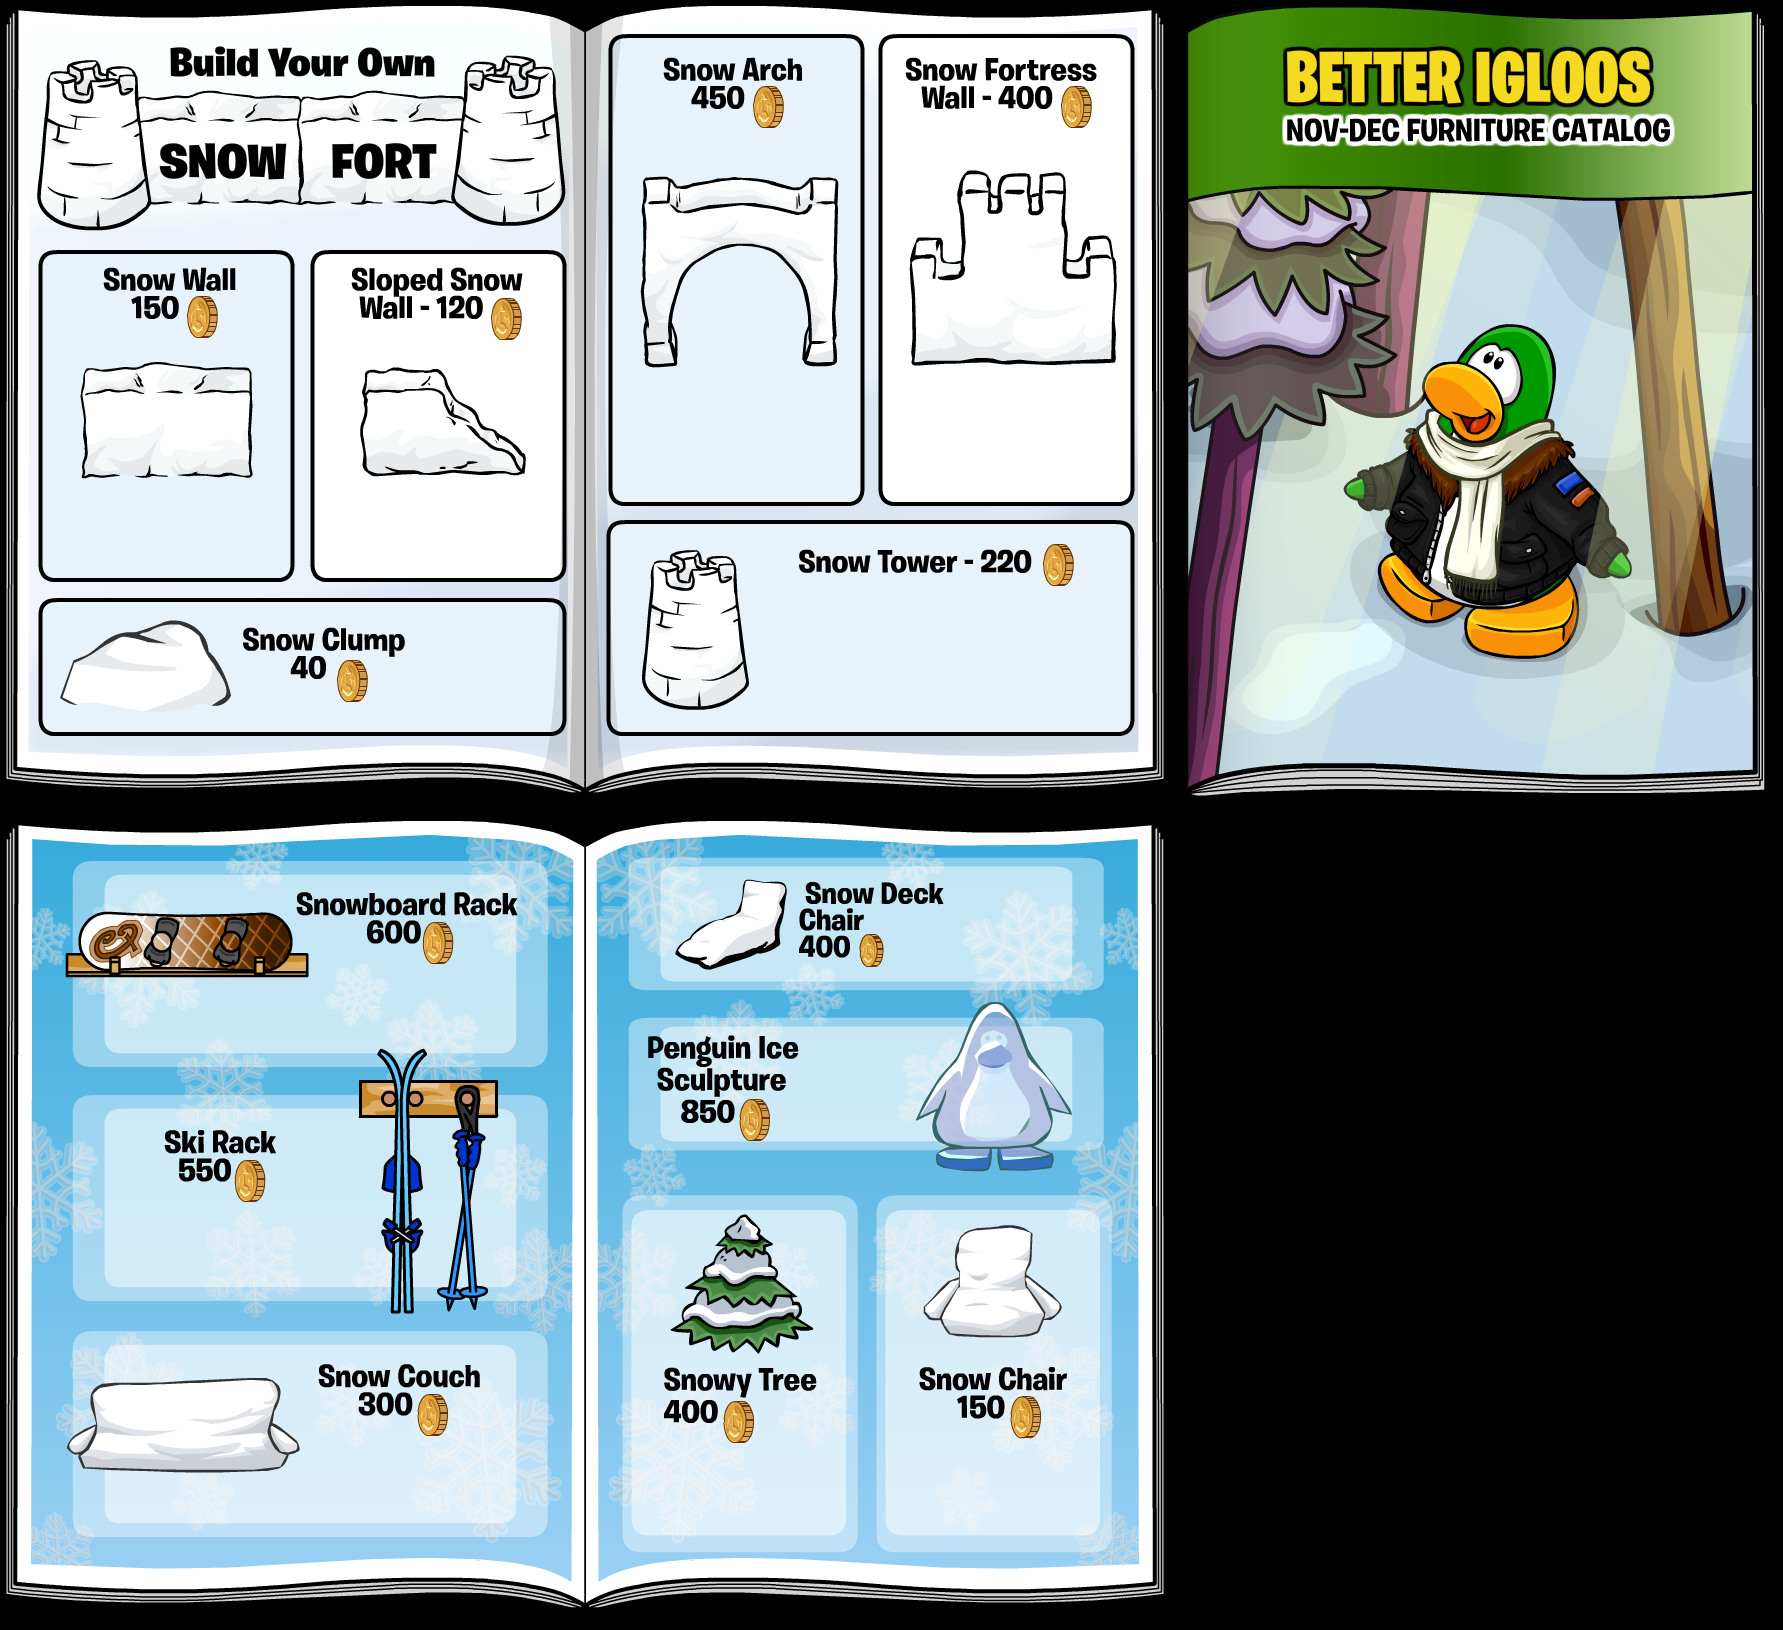 Build Your Own
SNOW FORT
Snow Wall
150
Sloped Snow
Wall - 120
Snow Clump
40
Snow Arch
450
Snow Fortress
Wall - 400
Snow Tower - 220
BETTER IGLOOS
NOV-DEC FURNITURE CATALOG
Snowboard Rack
600
Ski Rack
550
Snow Couch
300
Snow Deck
Chair
400
Penguin Ice
Sculpture
850
Snowy Tree
400
Snow Chair
150